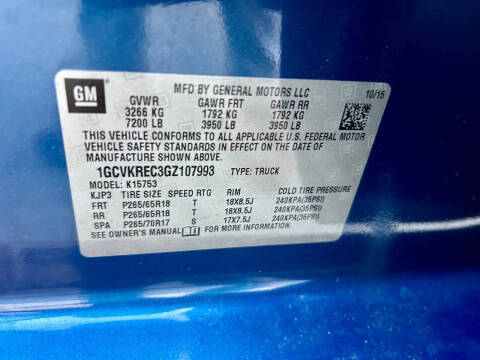 GM
MFD BY GENERAL MOTORS LLC
10/15
GVWR GAWR FRT GAWR RR
3266 KG 1792 KG 1792 KG
7200 LB 3950 LB 3950 LB
THIS VEHICLE CONFORMS TO ALL APPLICABLE U.S. FEDERAL MOTOR
VEHICLE SAFETY STANDARDS IN EFFECT ON THE DATE OF
MANUFACTURE SHOWN ABOVE.
1GCVKREC3GZ107993 TYPE: TRUCK
MODEL: K15753
KJP3 TIRE SIZE SPEED RTG RIM COLD TIRE PRESSURE
FRT P265/65R18 T 18X8.5J 240KPA(35PSI)
RR P265/65R18 T 18X8.5J 240KPA(35PSI)
SPA P265/70R17 S 17X7.5J 240KPA(35PSI)
SEE OWNER'S MANUAL FOR MORE INFORMATION